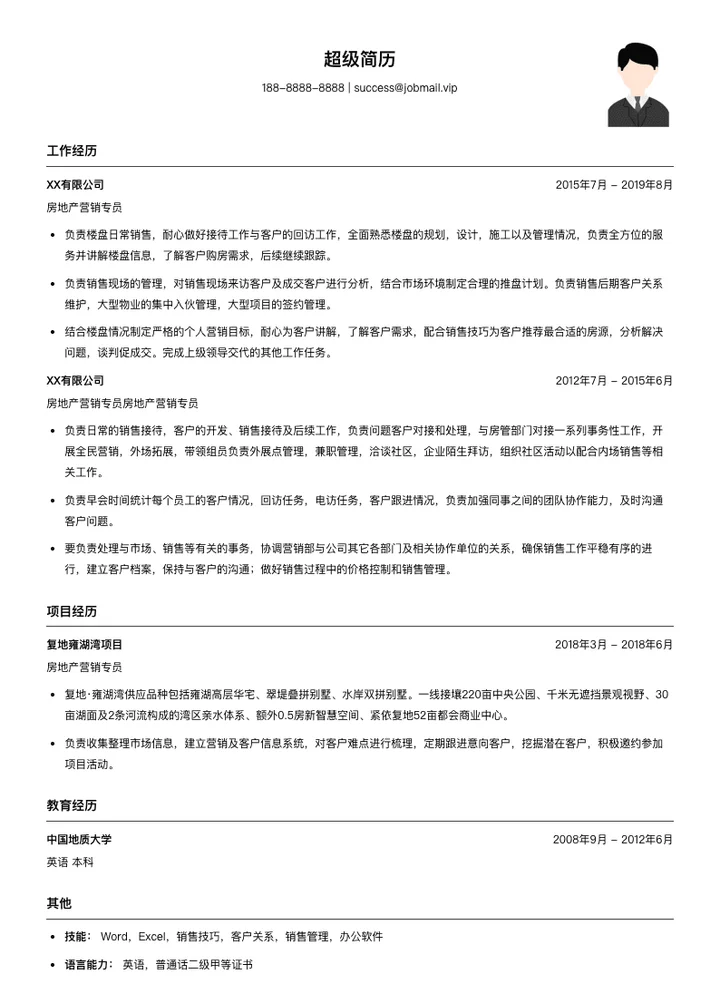 超级简历
188-8888-8888 | success@jobmail.vip
工作经历
XX有限公司 2015年7月 – 2019年8月
房地产营销专员
• 负责楼盘日常销售，耐心做好接待工作与客户的回访工作，全面熟悉楼盘的规划，设计，施工以及管理情况，负责全方位的服
务并讲解楼盘信息，了解客户购房需求，后续继续跟踪。
• 负责销售现场的管理，对销售现场来访客户及成交客户进行分析，结合市场环境制定合理的推盘计划。负责销售后期客户关系
维护，大型物业的集中入伙管理，大型项目的签约管理。
• 结合楼盘情况制定严格的个人营销目标，耐心为客户讲解，了解客户需求，配合销售技巧为客户推荐最合适的房源，分析解决
问题，谈判促成交。完成上级领导交代的其他工作任务。
XX有限公司 2012年7月 – 2015年6月
房地产营销专员房地产营销专员
• 负责日常的销售接待，客户的开发、销售接待及后续工作，负责问题客户对接和处理，与房管部门对接一系列事务性工作，开
展全民营销，外场拓展，带领组员负责外展点管理，兼职管理，洽谈社区，企业陌生拜访，组织社区活动以配合内场销售等相
关工作。
• 负责早会时间统计每个员工的客户情况，回访任务，电访任务，客户跟进情况，负责加强同事之间的团队协作能力，及时沟通
客户问题。
• 要负责处理与市场、销售等有关的事务，协调营销部与公司其它各部门及相关协作单位的关系，确保销售工作平稳有序的进
行，建立客户档案，保持与客户的沟通；做好销售过程中的价格控制和销售管理。
项目经历
复地雍湖湾项目 2018年3月 – 2018年6月
房地产营销专员
• 复地·雍湖湾供应品种包括雍湖高层华宅、翠堤叠拼别墅、水岸双拼别墅。一线接壤220亩中央公园、千米无遮挡景观视野、30
亩湖面及2条河流构成的湾区亲水体系、额外0.5房新智慧空间、紧依复地52亩都会商业中心。
• 负责收集整理市场信息，建立营销及客户信息系统，对客户难点进行梳理，定期跟进意向客户，挖掘潜在客户，积极邀约参加
项目活动。
教育经历
中国地质大学 2008年9月 – 2012年6月
英语 本科
其他
• 技能： Word，Excel，销售技巧，客户关系，销售管理，办公软件
• 语言能力： 英语，普通话二级甲等证书